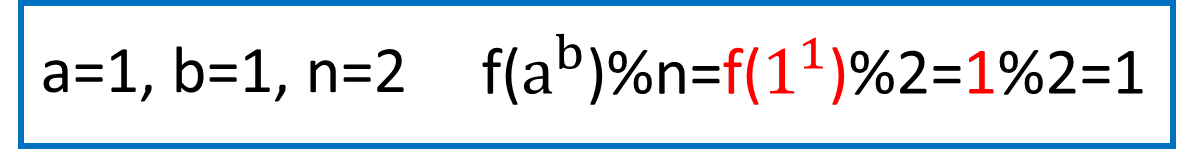 a=1, b=1, n=2 f(a^b)%n=f(1^1)%2=1%2=1